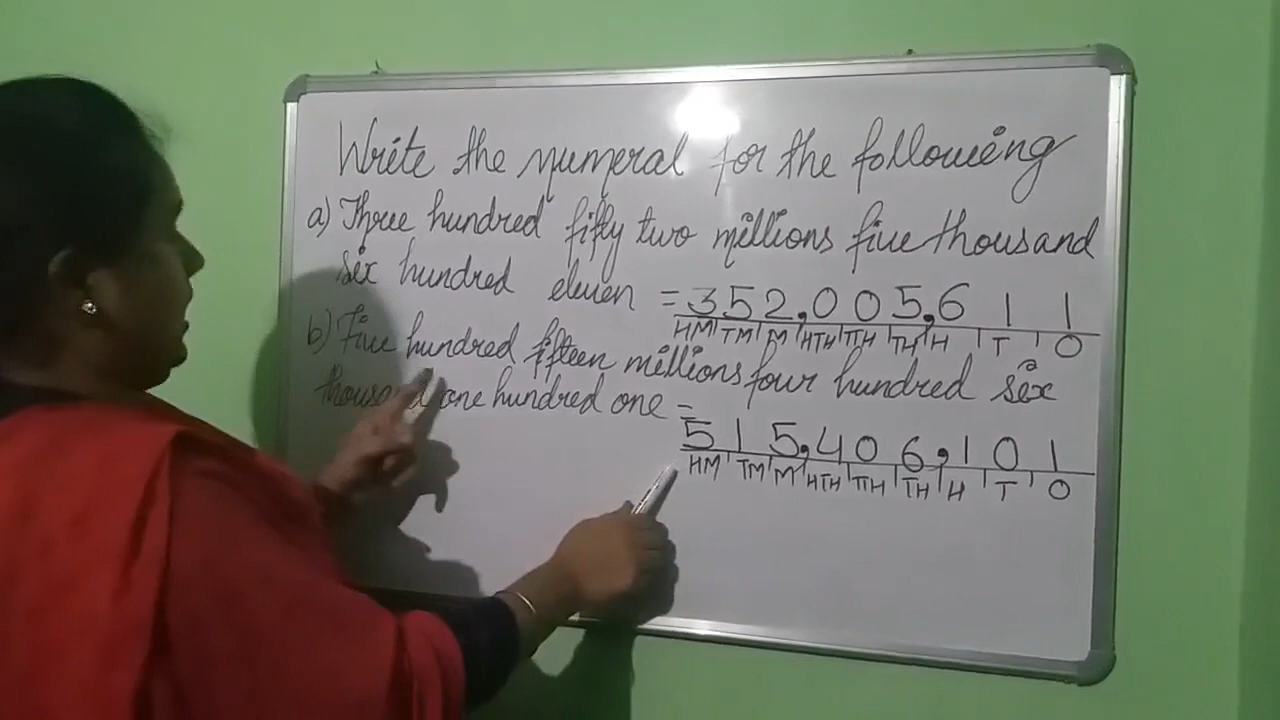 Write the numeral for the following
a) Three hundred fifty two millions five thousand
six hundred eleven = 352,005,611
HM TM M HTH TTH TH H T O
b) Five hundred fifteen millions four hundred six
thousand one hundred one =
515,406,101
HM TM M HTH TTH TH H T O